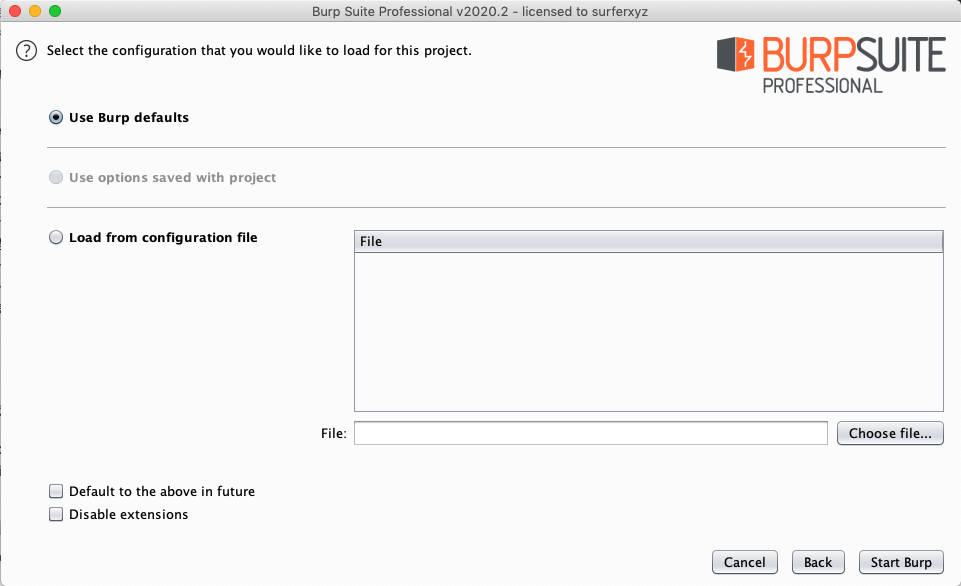 Burp Suite Professional v2020.2 - licensed to surferxyz
? Select the configuration that you would like to load for this project.
BURPSUITE
PROFESSIONAL
Use Burp defaults
Use options saved with project
Load from configuration file
File
File:
Choose file...
Default to the above in future
Disable extensions
Cancel Back Start Burp